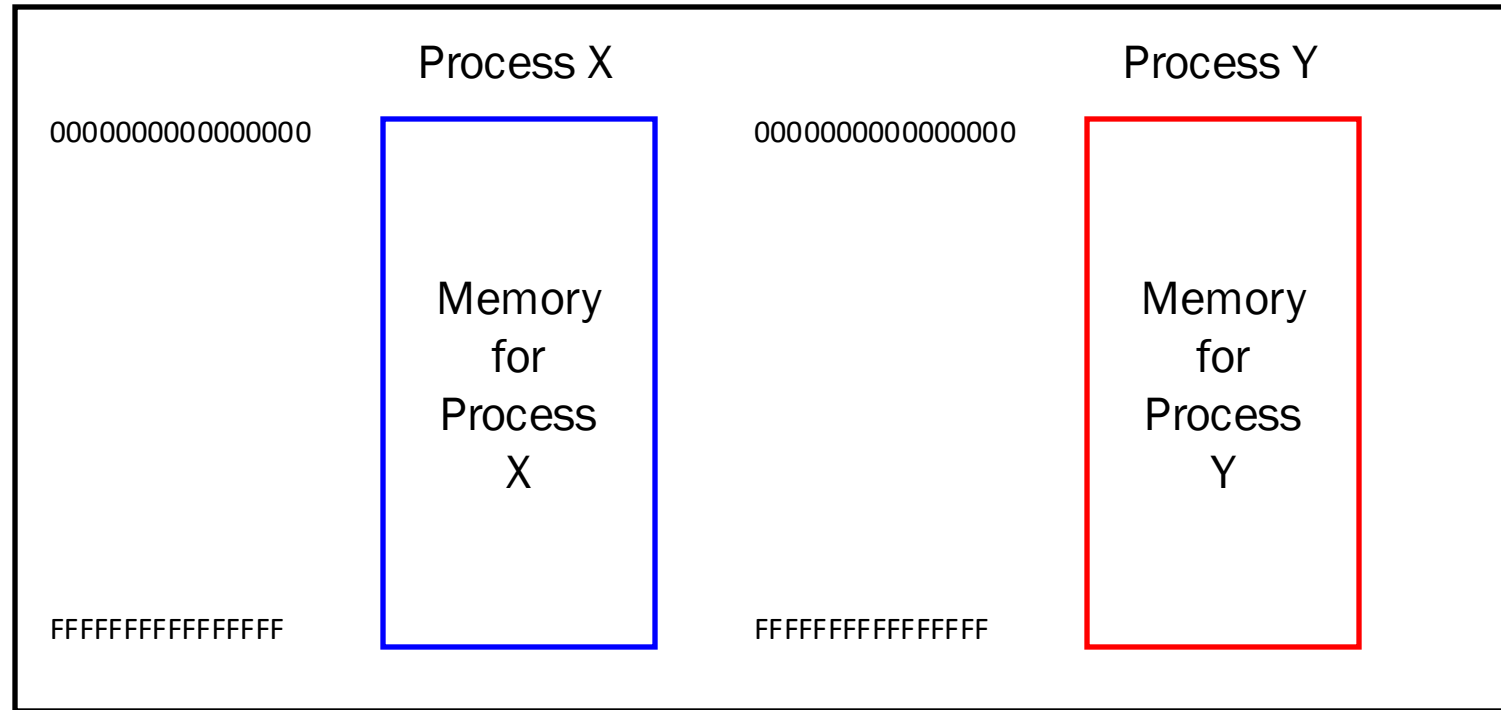 Process X
Process Y
0000000000000000
0000000000000000
Memory
for
Process
X
Memory
for
Process
Y
FFFFFFFFFFFFFFFF
FFFFFFFFFFFFFFFF